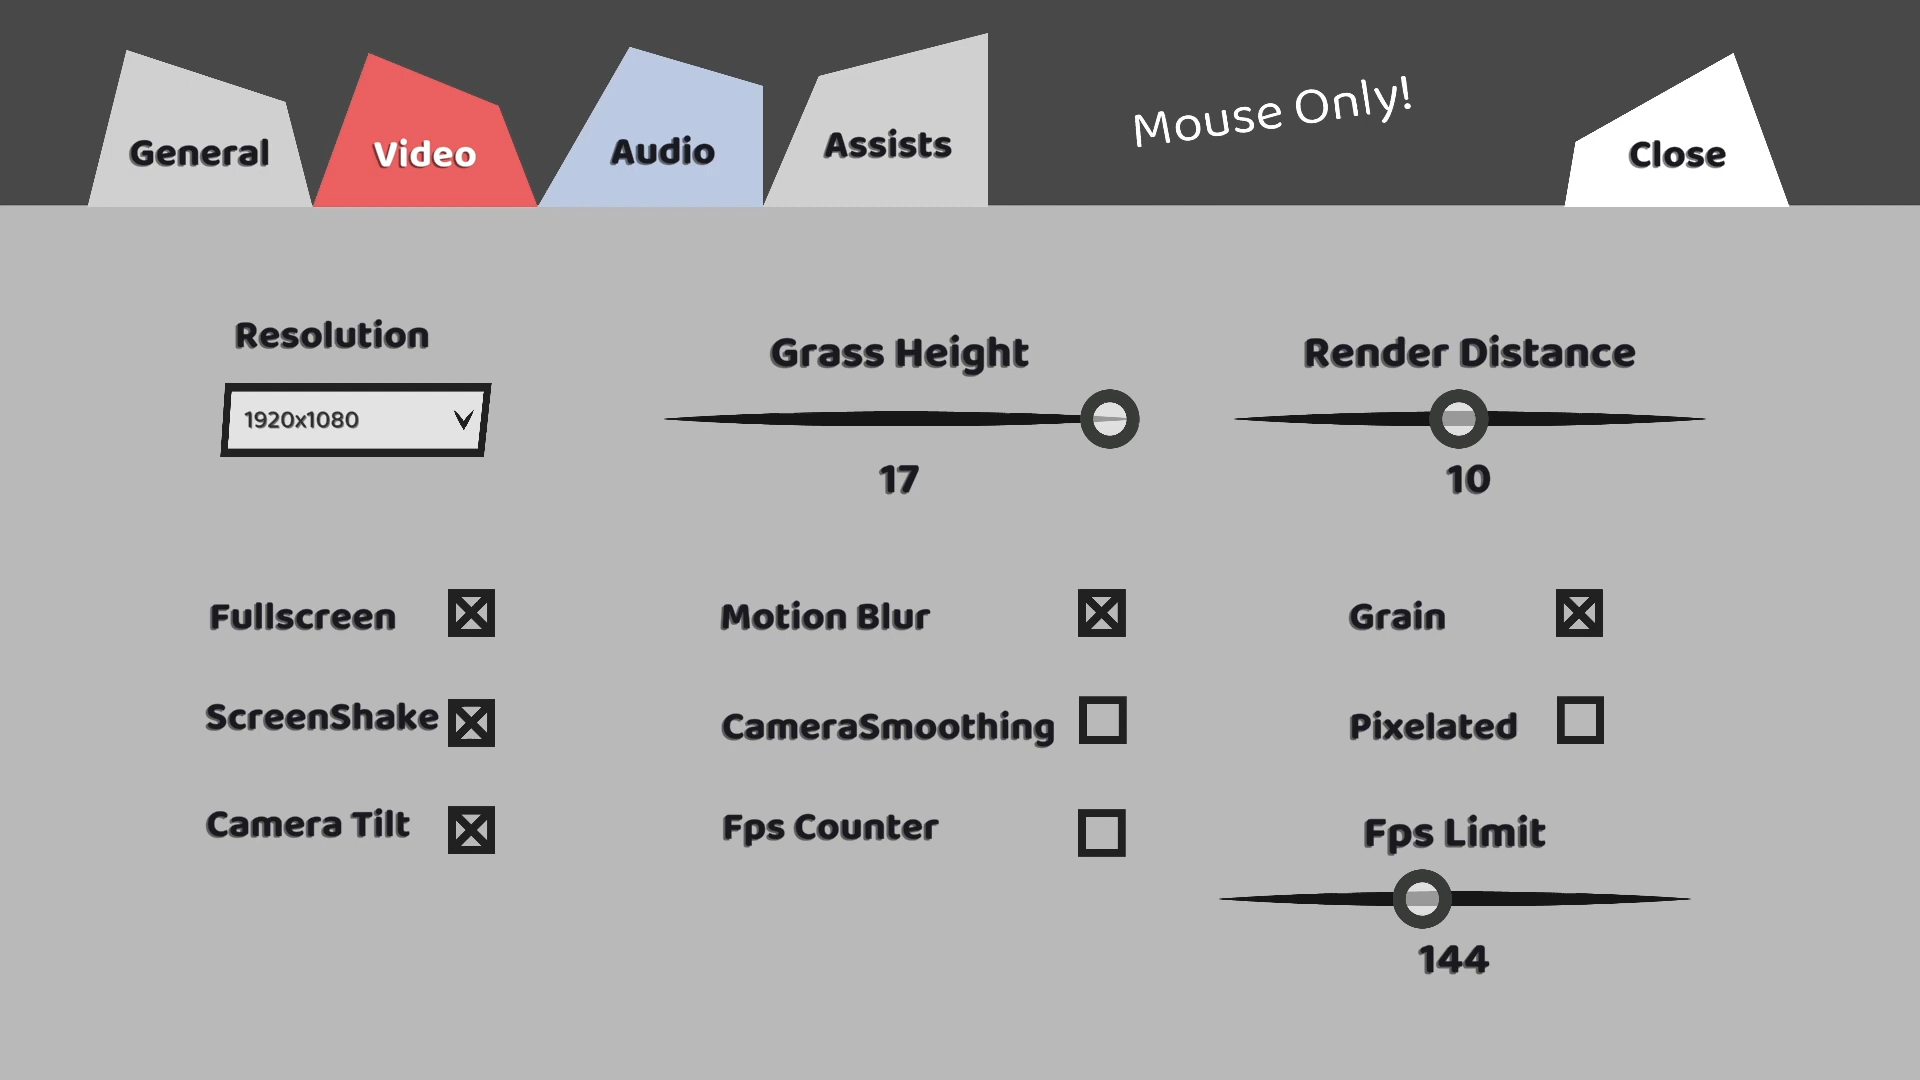 General
Video
Audio
Assists
Mouse Only!
Close
Resolution
1920x1080
Grass Height
17
Render Distance
10
Fullscreen
Motion Blur
Grain
ScreenShake
CameraSmoothing
Pixelated
Camera Tilt
Fps Counter
Fps Limit
144